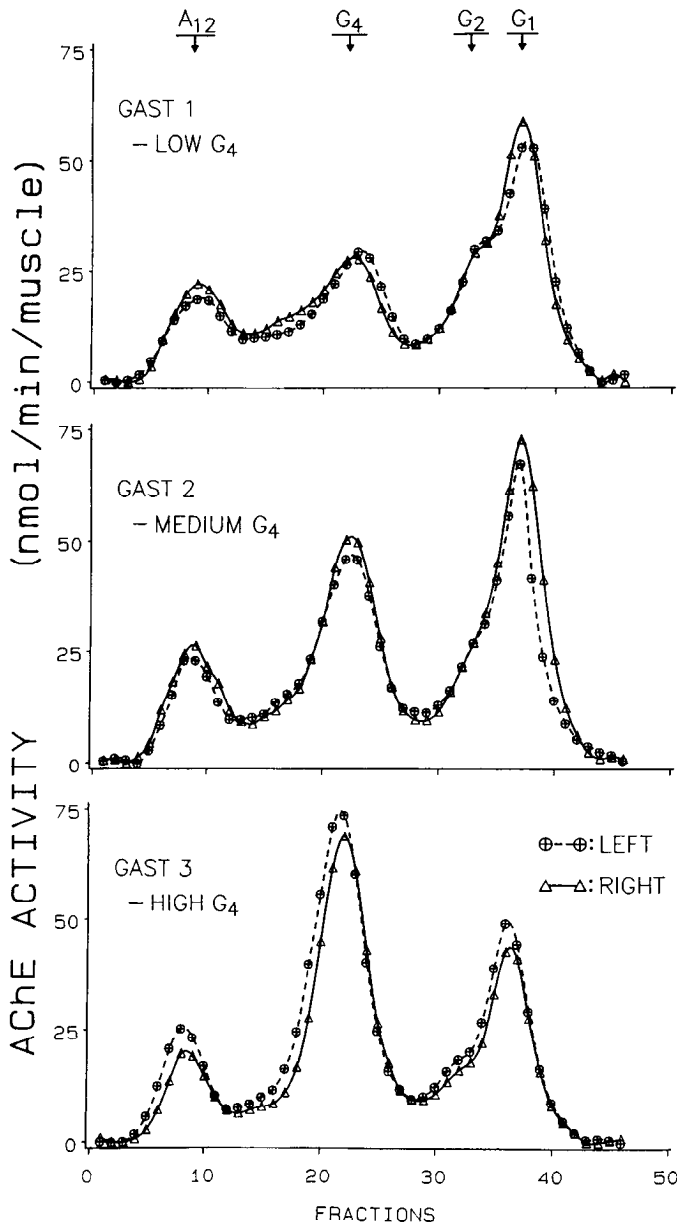 A12 G4 G2 G1
75
50
25
0
GAST 1
– LOW G4
75
50
25
0
GAST 2
– MEDIUM G4
75
50
25
0
GAST 3
– HIGH G4
LEFT
RIGHT
AChE ACTIVITY (nmol/min/muscle)
0 10 20 30 40 50
FRACTIONS